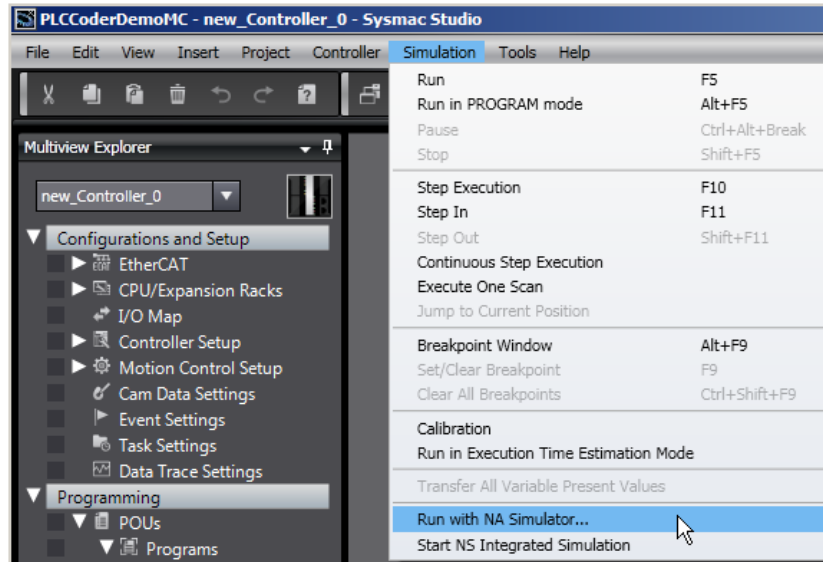 PLCCoderDemoMC - new_Controller_0 - Sysmac Studio
File Edit View Insert Project Controller Simulation Tools Help
Run F5
Run in PROGRAM mode Alt+F5
Pause Ctrl+Alt+Break
Stop Shift+F5
Step Execution F10
Step In F11
Step Out Shift+F11
Continuous Step Execution
Execute One Scan
Jump to Current Position
Breakpoint Window Alt+F9
Set/Clear Breakpoint F9
Clear All Breakpoints Ctrl+Shift+F9
Calibration
Run in Execution Time Estimation Mode
Transfer All Variable Present Values
Run with NA Simulator...
Start NS Integrated Simulation
Multiview Explorer
new_Controller_0
Configurations and Setup
EtherCAT
CPU/Expansion Racks
I/O Map
Controller Setup
Motion Control Setup
Cam Data Settings
Event Settings
Task Settings
Data Trace Settings
Programming
POUs
Programs